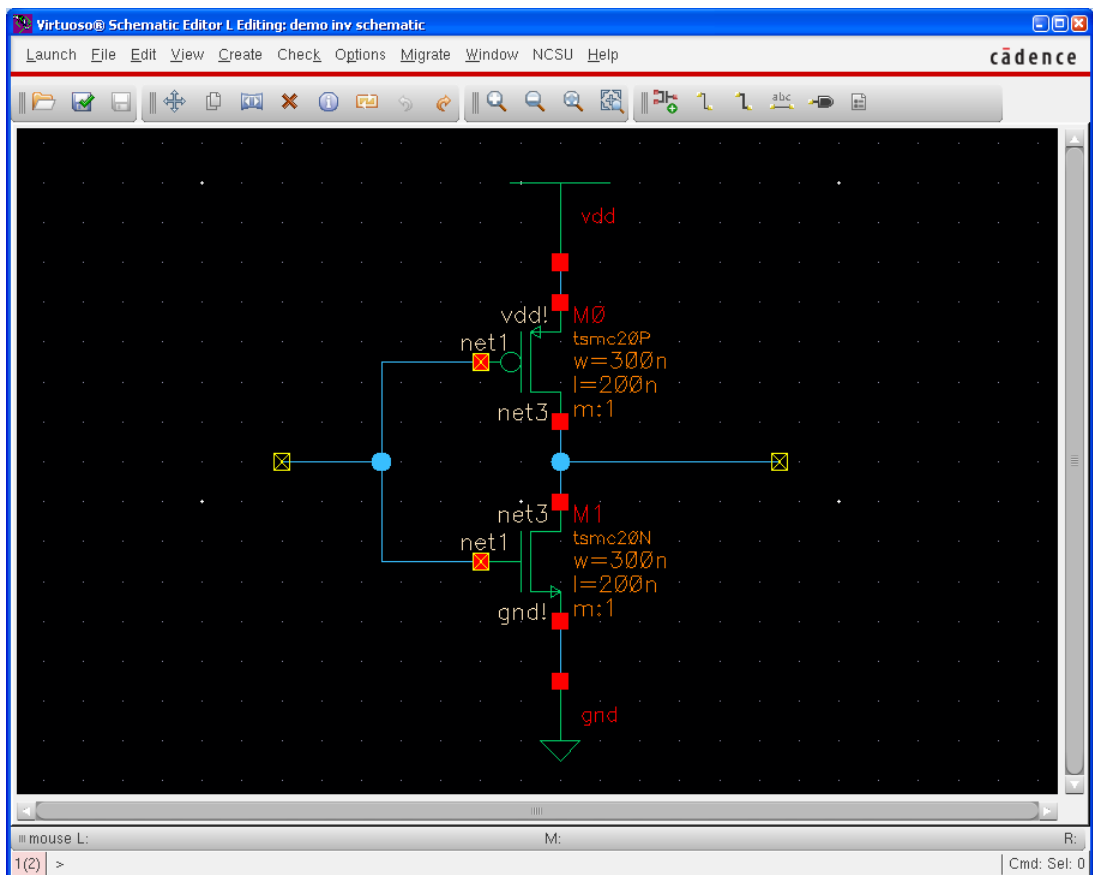 Virtuoso® Schematic Editor L Editing: demo inv schematic
Launch File Edit View Create Check Options Migrate Window NCSU Help
cādence
abc
vdd
vdd!
M0
net1
tsmc20P
w=300n
l=200n
net3
m:1
net3
M1
net1
tsmc20N
w=300n
l=200n
gnd!
m:1
gnd
mouse L: M: R:
1(2) > Cmd: Sel: 0